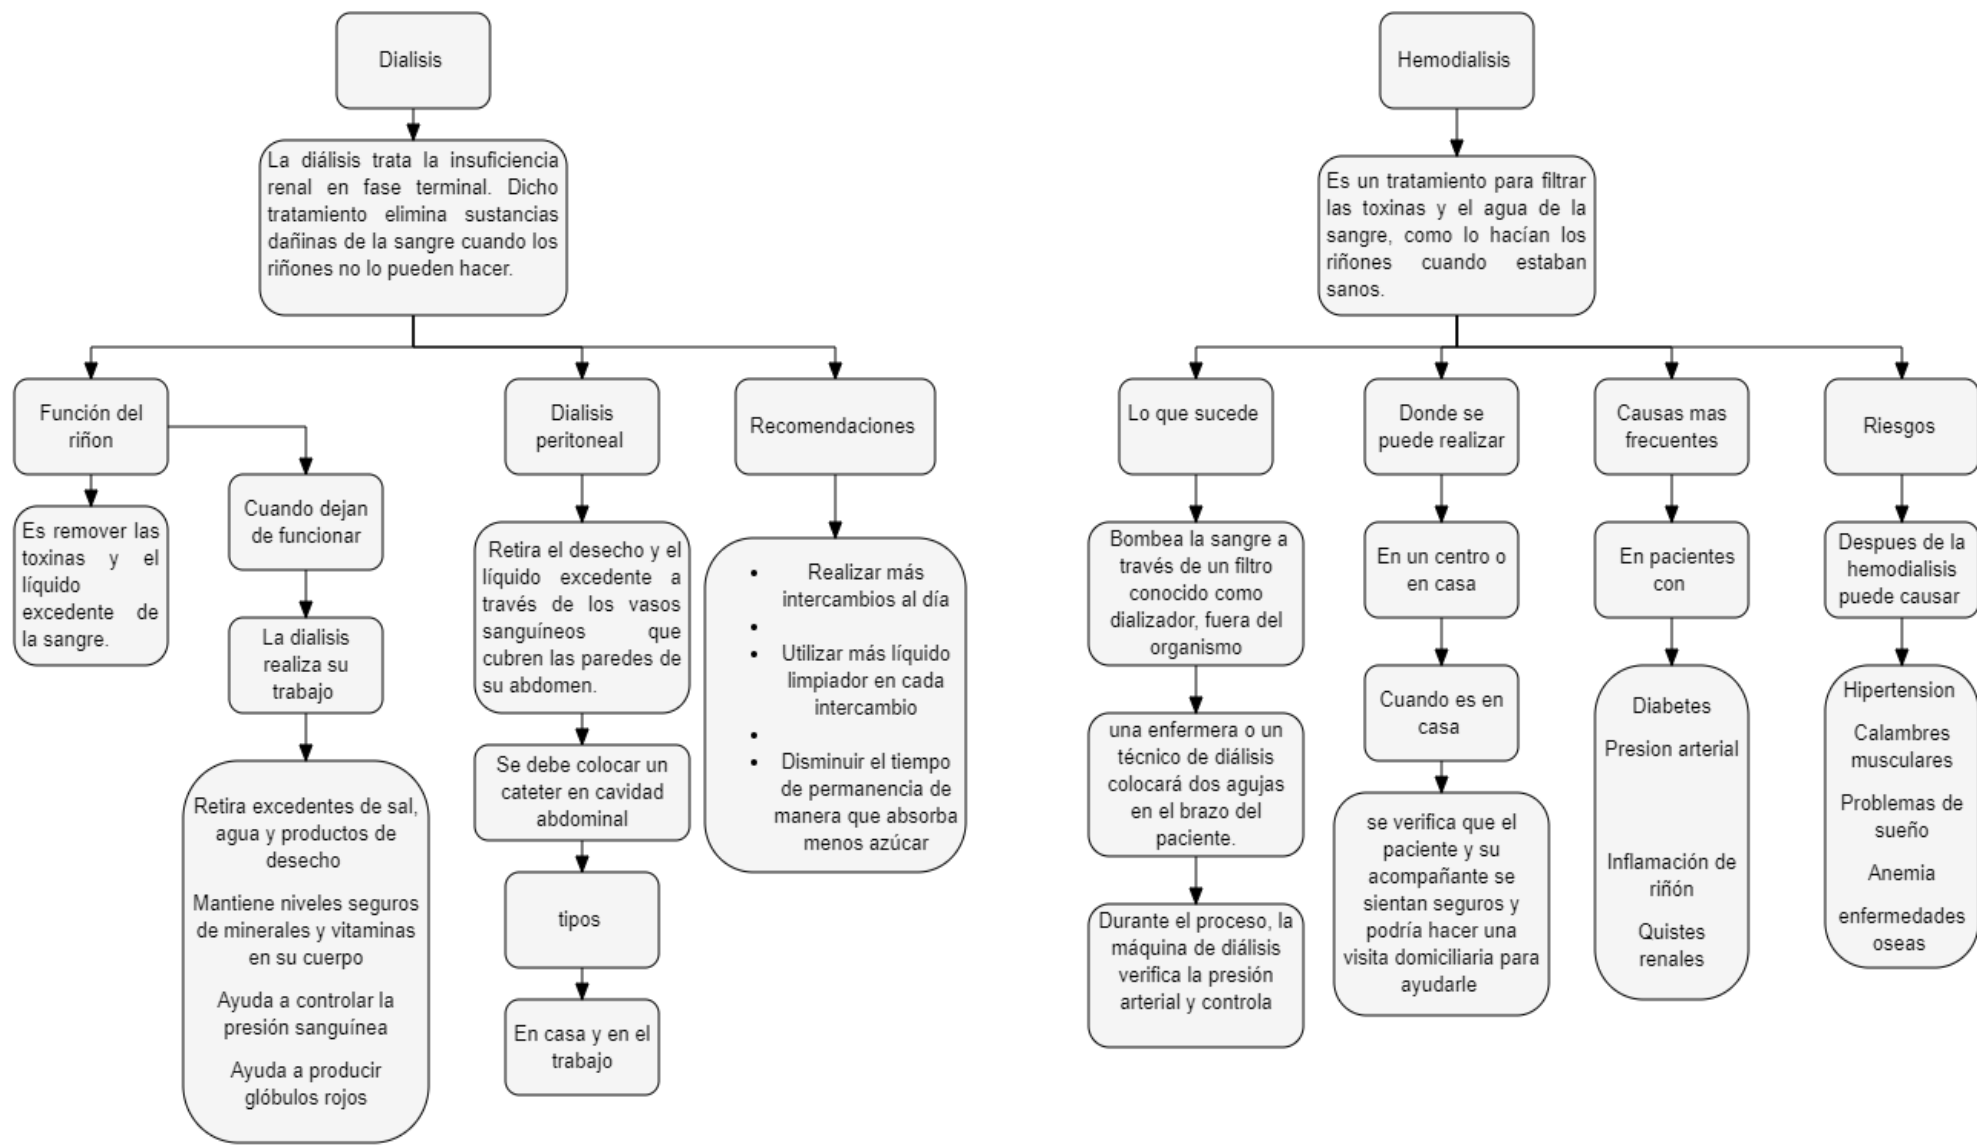 Dialisis
La diálisis trata la insuficiencia
renal en fase terminal. Dicho
tratamiento elimina sustancias
dañinas de la sangre cuando los
riñones no lo pueden hacer.
Función del
riñon
Es remover las
toxinas y el
líquido
excedente de
la sangre.
Cuando dejan
de funcionar
La dialisis
realiza su
trabajo
Retira excedentes de sal,
agua y productos de
desecho
Mantiene niveles seguros
de minerales y vitaminas
en su cuerpo
Ayuda a controlar la
presión sanguínea
Ayuda a producir
glóbulos rojos
Dialisis
peritoneal
Retira el desecho y el
líquido excedente a
través de los vasos
sanguíneos que
cubren las paredes de
su abdomen.
Se debe colocar un
cateter en cavidad
abdominal
tipos
En casa y en el
trabajo
Recomendaciones
• Realizar más
intercambios al día
•
• Utilizar más líquido
limpiador en cada
intercambio
•
• Disminuir el tiempo
de permanencia de
manera que absorba
menos azúcar
Hemodialisis
Es un tratamiento para filtrar
las toxinas y el agua de la
sangre, como lo hacían los
riñones cuando estaban
sanos.
Lo que sucede
Bombea la sangre a
través de un filtro
conocido como
dializador, fuera del
organismo
una enfermera o un
técnico de diálisis
colocará dos agujas
en el brazo del
paciente.
Durante el proceso, la
máquina de diálisis
verifica la presión
arterial y controla
Donde se
puede realizar
En un centro o
en casa
Cuando es en
casa
se verifica que el
paciente y su
acompañante se
sientan seguros y
podría hacer una
visita domiciliaria para
ayudarle
Causas mas
frecuentes
En pacientes
con
Diabetes
Presion arterial
Inflamación de
riñón
Quistes
renales
Riesgos
Despues de la
hemodialisis
puede causar
Hipertension
Calambres
musculares
Problemas de
sueño
Anemia
enfermedades
oseas